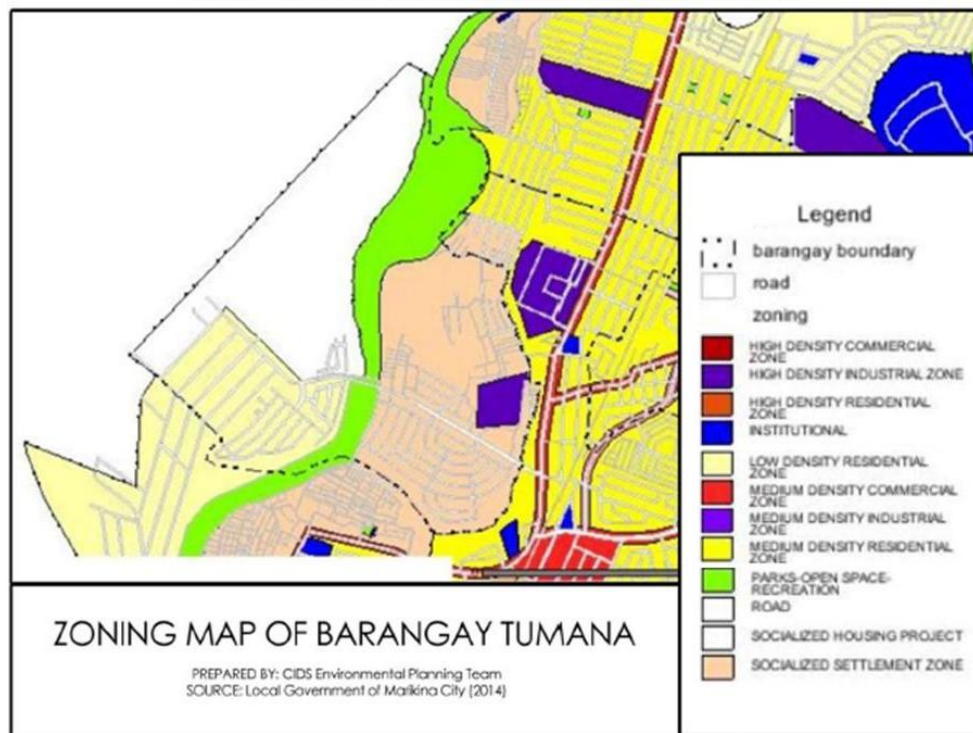 Legend
barangay boundary
road
zoning
HIGH DENSITY COMMERCIAL
ZONE
HIGH DENSITY INDUSTRIAL ZONE
HIGH DENSITY RESIDENTIAL
ZONE
INSTITUTIONAL
LOW DENSITY RESIDENTIAL
ZONE
MEDIUM DENSITY COMMERCIAL
ZONE
MEDIUM DENSITY INDUSTRIAL
ZONE
MEDIUM DENSITY RESIDENTIAL
ZONE
PARKS-OPEN SPACE-
RECREATION
ROAD
SOCIALIZED HOUSING PROJECT
SOCIALIZED SETTLEMENT ZONE
ZONING MAP OF BARANGAY TUMANA
PREPARED BY: CIDS Environmental Planning Team
SOURCE: Local Government of Marikina City (2014)